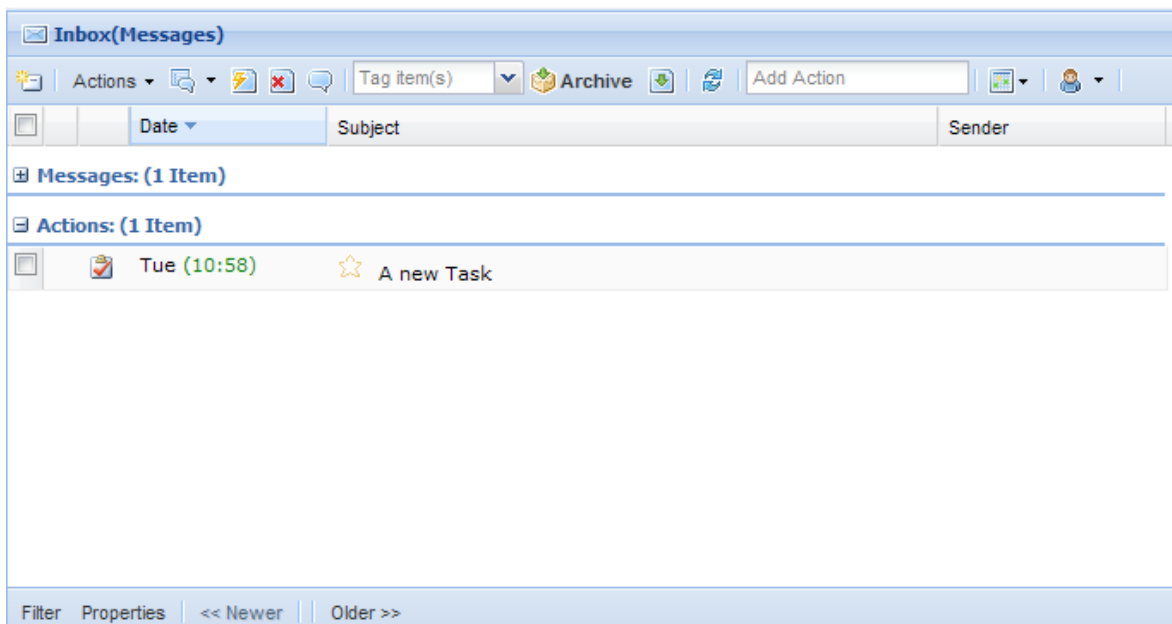 Inbox(Messages)
Actions Tag item(s) Archive Add Action
Date Subject Sender
Messages: (1 Item)
Actions: (1 Item)
Tue (10:58) A new Task
Filter Properties << Newer Older >>